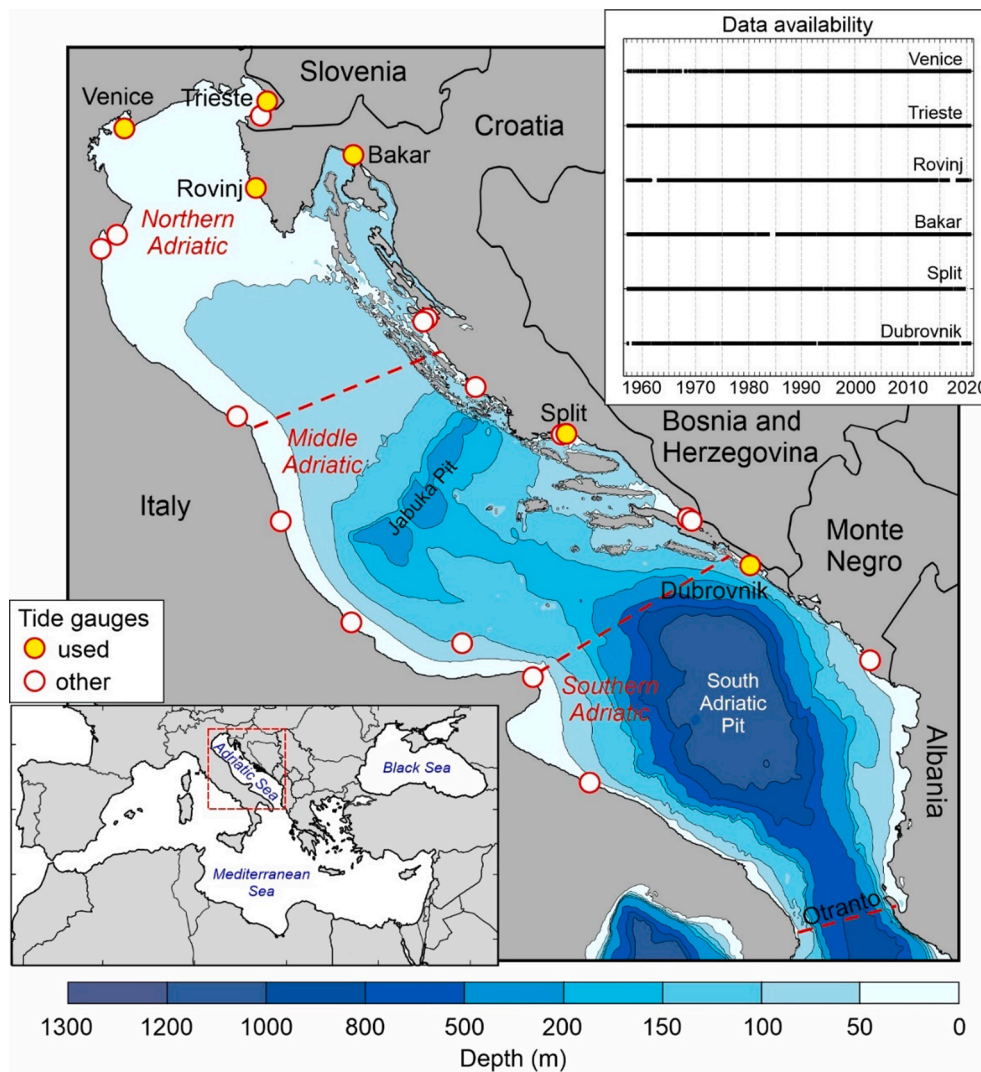 Data availability
Venice
Trieste
Rovinj
Bakar
Split
Dubrovnik
1960 1970 1980 1990 2000 2010 2020
Slovenia
Venice
Trieste
Croatia
Bakar
Rovinj
Northern
Adriatic
Split
Bosnia and
Herzegovina
Middle
Adriatic
Jabuka Pit
Italy
Monte
Negro
Dubrovnik
Tide gauges
used
other
Southern
Adriatic
South
Adriatic
Pit
Albania
Otranto
Adriatic Sea
Black Sea
Mediterranean
Sea
1300 1200 1000 800 500 200 150 100 50 0
Depth (m)